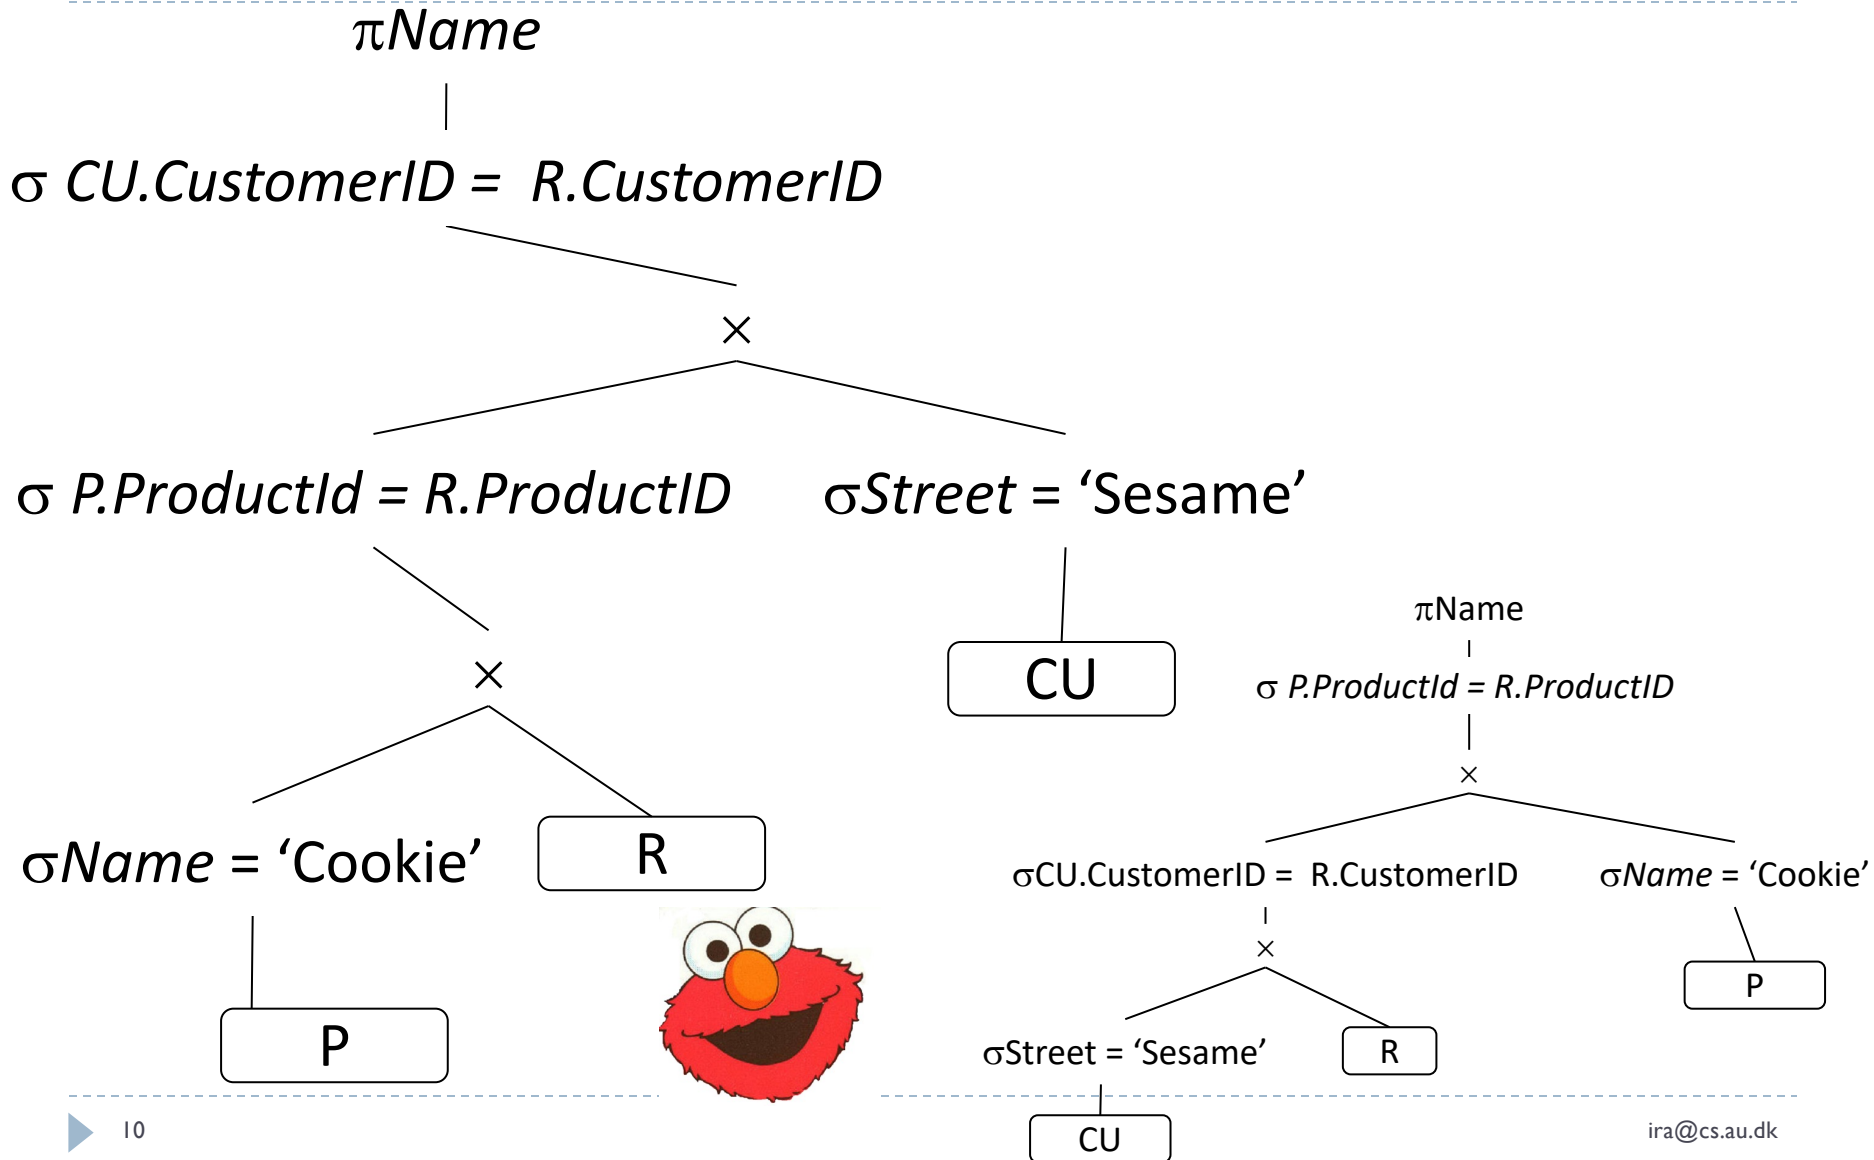 πName
σ CU.CustomerID = R.CustomerID
×
σ P.ProductId = R.ProductID
σStreet = ‘Sesame’
×
CU
σName = ‘Cookie’
R
P
πName
σ P.ProductId = R.ProductID
×
σCU.CustomerID = R.CustomerID
σName = ‘Cookie’
×
P
σStreet = ‘Sesame’
R
CU
10
ira@cs.au.dk